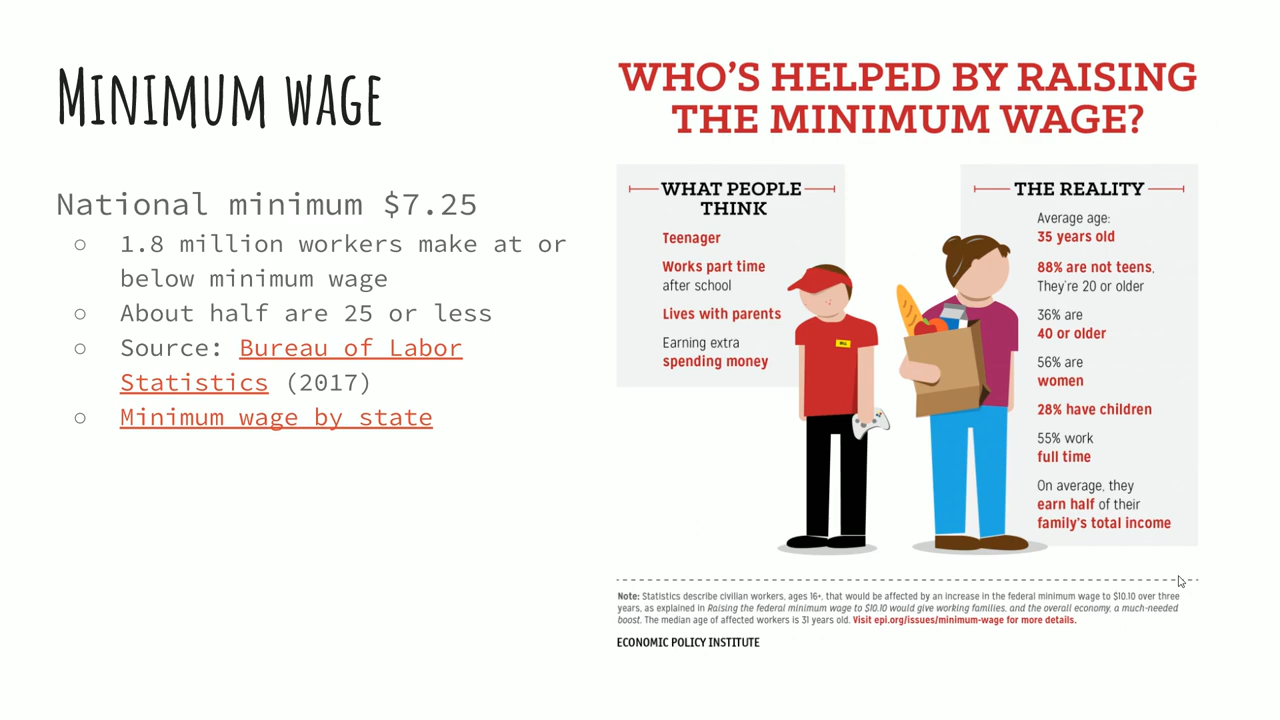 MINIMUM WAGE
National minimum $7.25
○ 1.8 million workers make at or
below minimum wage
○ About half are 25 or less
○ Source: Bureau of Labor
Statistics (2017)
○ Minimum wage by state
WHO'S HELPED BY RAISING
THE MINIMUM WAGE?
WHAT PEOPLE
THINK
Teenager
Works part time
after school
Lives with parents
Earning extra
spending money
BILL
THE REALITY
Average age:
35 years old
88% are not teens,
They're 20 or older
36% are
40 or older
56% are
women
28% have children
55% work
full time
On average, they
earn half of their
family's total income
Note: Statistics describe civilian workers, ages 16+, that would be affected by an increase in the federal minimum wage to $10.10 over three
years, as explained in Raising the federal minimum wage to $10.10 would give working families, and the overall economy, a much-needed
boost. The median age of affected workers is 31 years old. Visit epi.org/issues/minimum-wage for more details.
ECONOMIC POLICY INSTITUTE